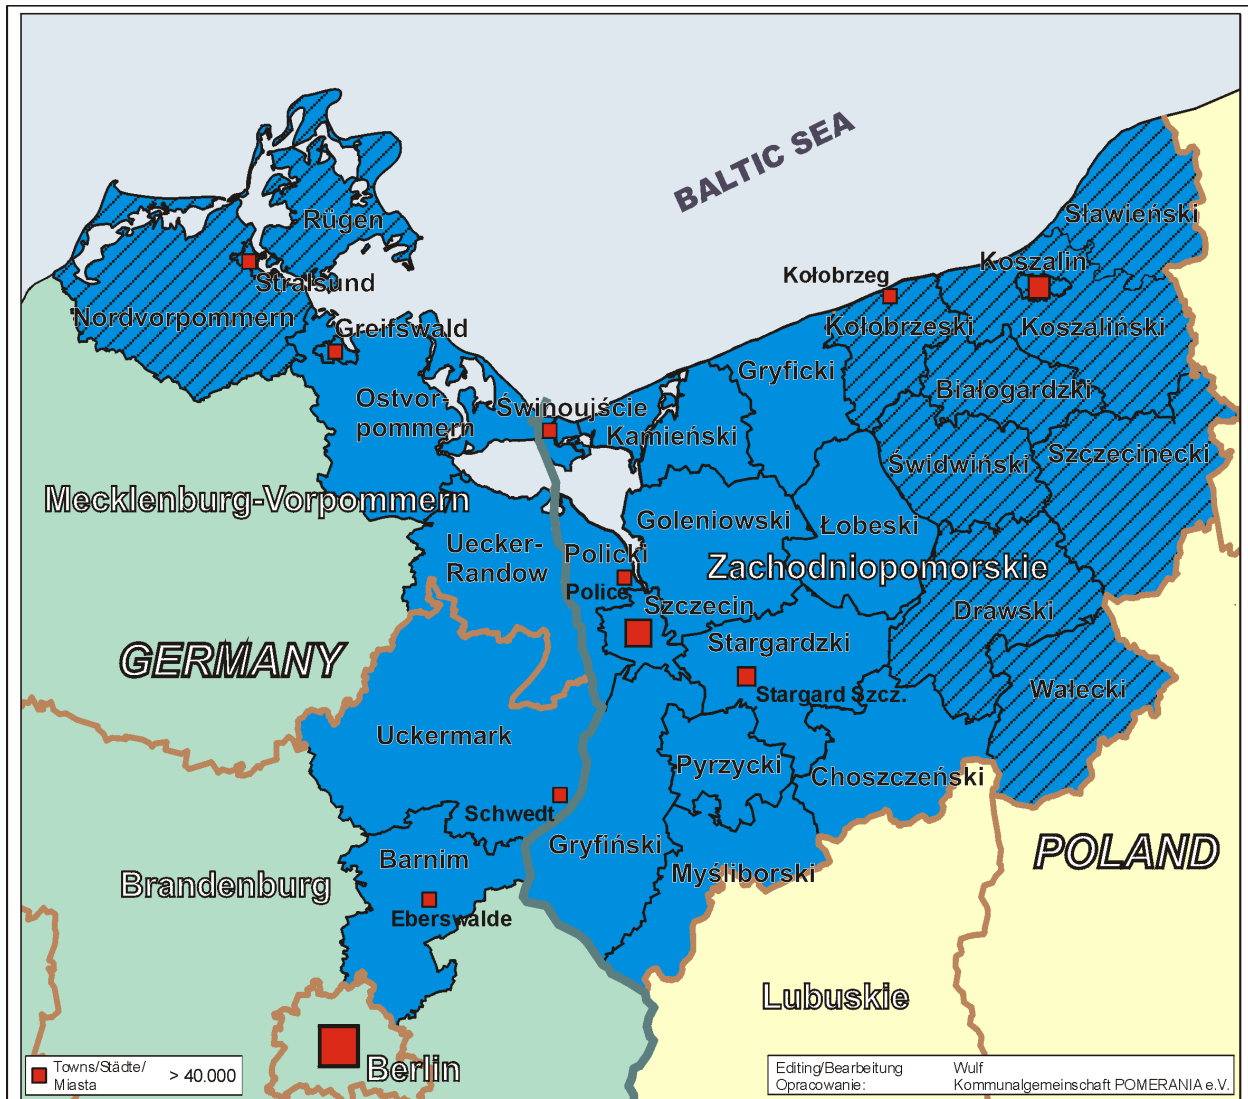 BALTIC SEA
Sławieński
Rügen
Koszalin
Kołobrzeg
Stralsund
Nordvorpommern
Greifswald
Kołobrzeski
Koszaliński
Gryficki
Białogardzki
Ostvor-
pommern
Świnoujście
Kamieński
Świdwiński
Szczecinecki
Mecklenburg-Vorpommern
Goleniowski
Łobeski
Uecker-
Randow
Policki
Zachodniopomorskie
Police
Szczecin
Drawski
GERMANY
Stargardzki
Wałecki
Stargard Szcz.
Uckermark
Pyrzycki
Choszczeński
Schwedt
Gryfiński
POLAND
Barnim
Myśliborski
Brandenburg
Eberswalde
Lubuskie
Berlin
Towns/Städte/
Miasta
> 40.000
Editing/Bearbeitung Wulf
Opracowanie: Kommunalgemeinschaft POMERANIA e.V.